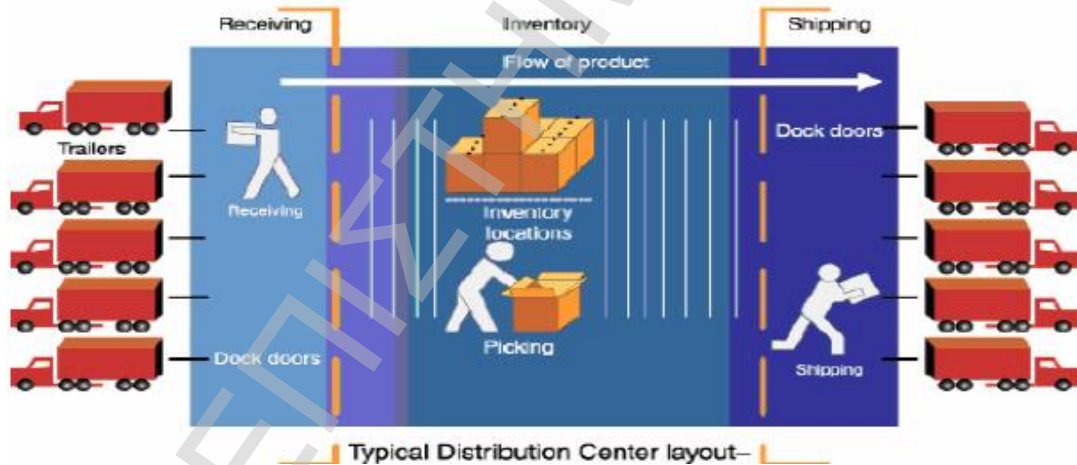 Receiving
Inventory
Shipping
Flow of product
Trailers
Dock doors
Receiving
Inventory
locations
Picking
Dock doors
Shipping
Typical Distribution Center layout–